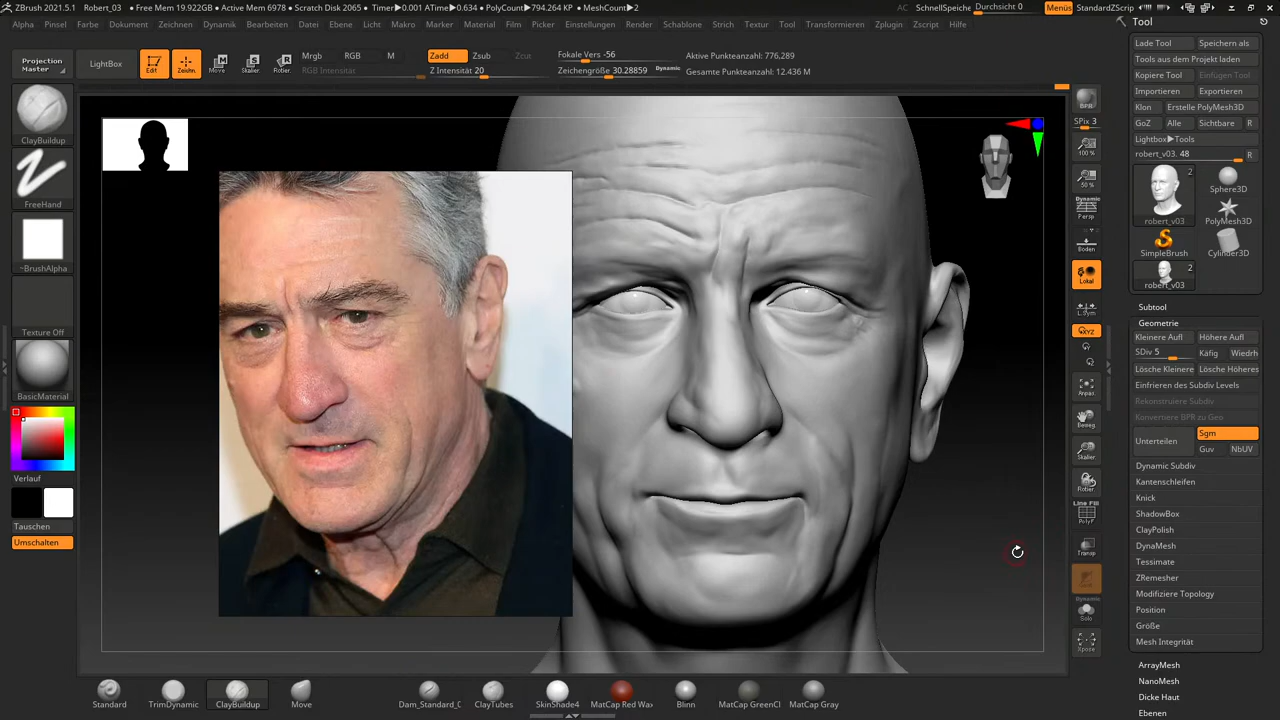 ZBrush 2021.5.1 Robert_03 • Free Mem 19.922GB • Active Mem 6978 • Scratch Disk 2065 • Timer▶0.001 ATime▶0.634 • PolyCount▶794.264 KP • MeshCount▶2 AC SchnellSpeiche Durchsicht 0 Menüs StandardZScrip
Alpha Pinsel Farbe Dokument Zeichnen Dynamik Bearbeiten Datei Ebene Licht Makro Marker Material Film Picker Einstellungen Render Schablone Strich Textur Tool Transformieren Zplugin Zscript Hilfe
Projection Master
LightBox
Edit
Zeichn.
Move
Skalier.
Rotier.
Mrgb RGB M
RGB Intensität
Zadd Zsub Zcut
Z Intensität 20
Fokale Vers -56
Zeichengröße 30.28859 Dynamic
Aktive Punkteanzahl: 776,289
Gesamte Punkteanzahl: 12.436 M
ClayBuildup
FreeHand
~BrushAlpha
Texture Off
BasicMaterial
Verlauf
Tauschen
Umschalten
BPR
SPix 3
100 %
50 %
Dynamic
Persp
Boden
Lokal
L.Sym
XYZ
Anpas.
Beweg.
Skalier
Rotier.
Line Fill
PolyF
Transp
Dynamic
Solo
Xpose
Tool
Lade Tool Speichern als
Tools aus dem Projekt laden
Kopiere Tool Einfügen Tool
Importieren Exportieren
Klon Erstelle PolyMesh3D
GoZ Alle Sichtbare R
Lightbox▶Tools
robert_v03. 48 R
2
robert_v03
Sphere3D
PolyMesh3D
SimpleBrush
Cylinder3D
2
robert_v03
Subtool
Geometrie
Kleinere Aufl Höhere Aufl
SDiv 5 Käfig Wiedrh
Lösche Kleinere Lösche Höheres
Einfrieren des Subdiv Levels
Rekonstruiere Subdiv
Konvertiere BPR zu Geo
Unterteilen Sgm
Guv NbUV
Dynamic Subdiv
Kantenschleifen
Knick
ShadowBox
ClayPolish
DynaMesh
Tessimate
ZRemesher
Modifiziere Topology
Position
Größe
Mesh Integrität
ArrayMesh
NanoMesh
Dicke Haut
Ebenen
Standard TrimDynamic ClayBuildup Move Dam_Standard_C ClayTubes SkinShade4 MatCap Red Wax Blinn MatCap GreenCl MatCap Gray